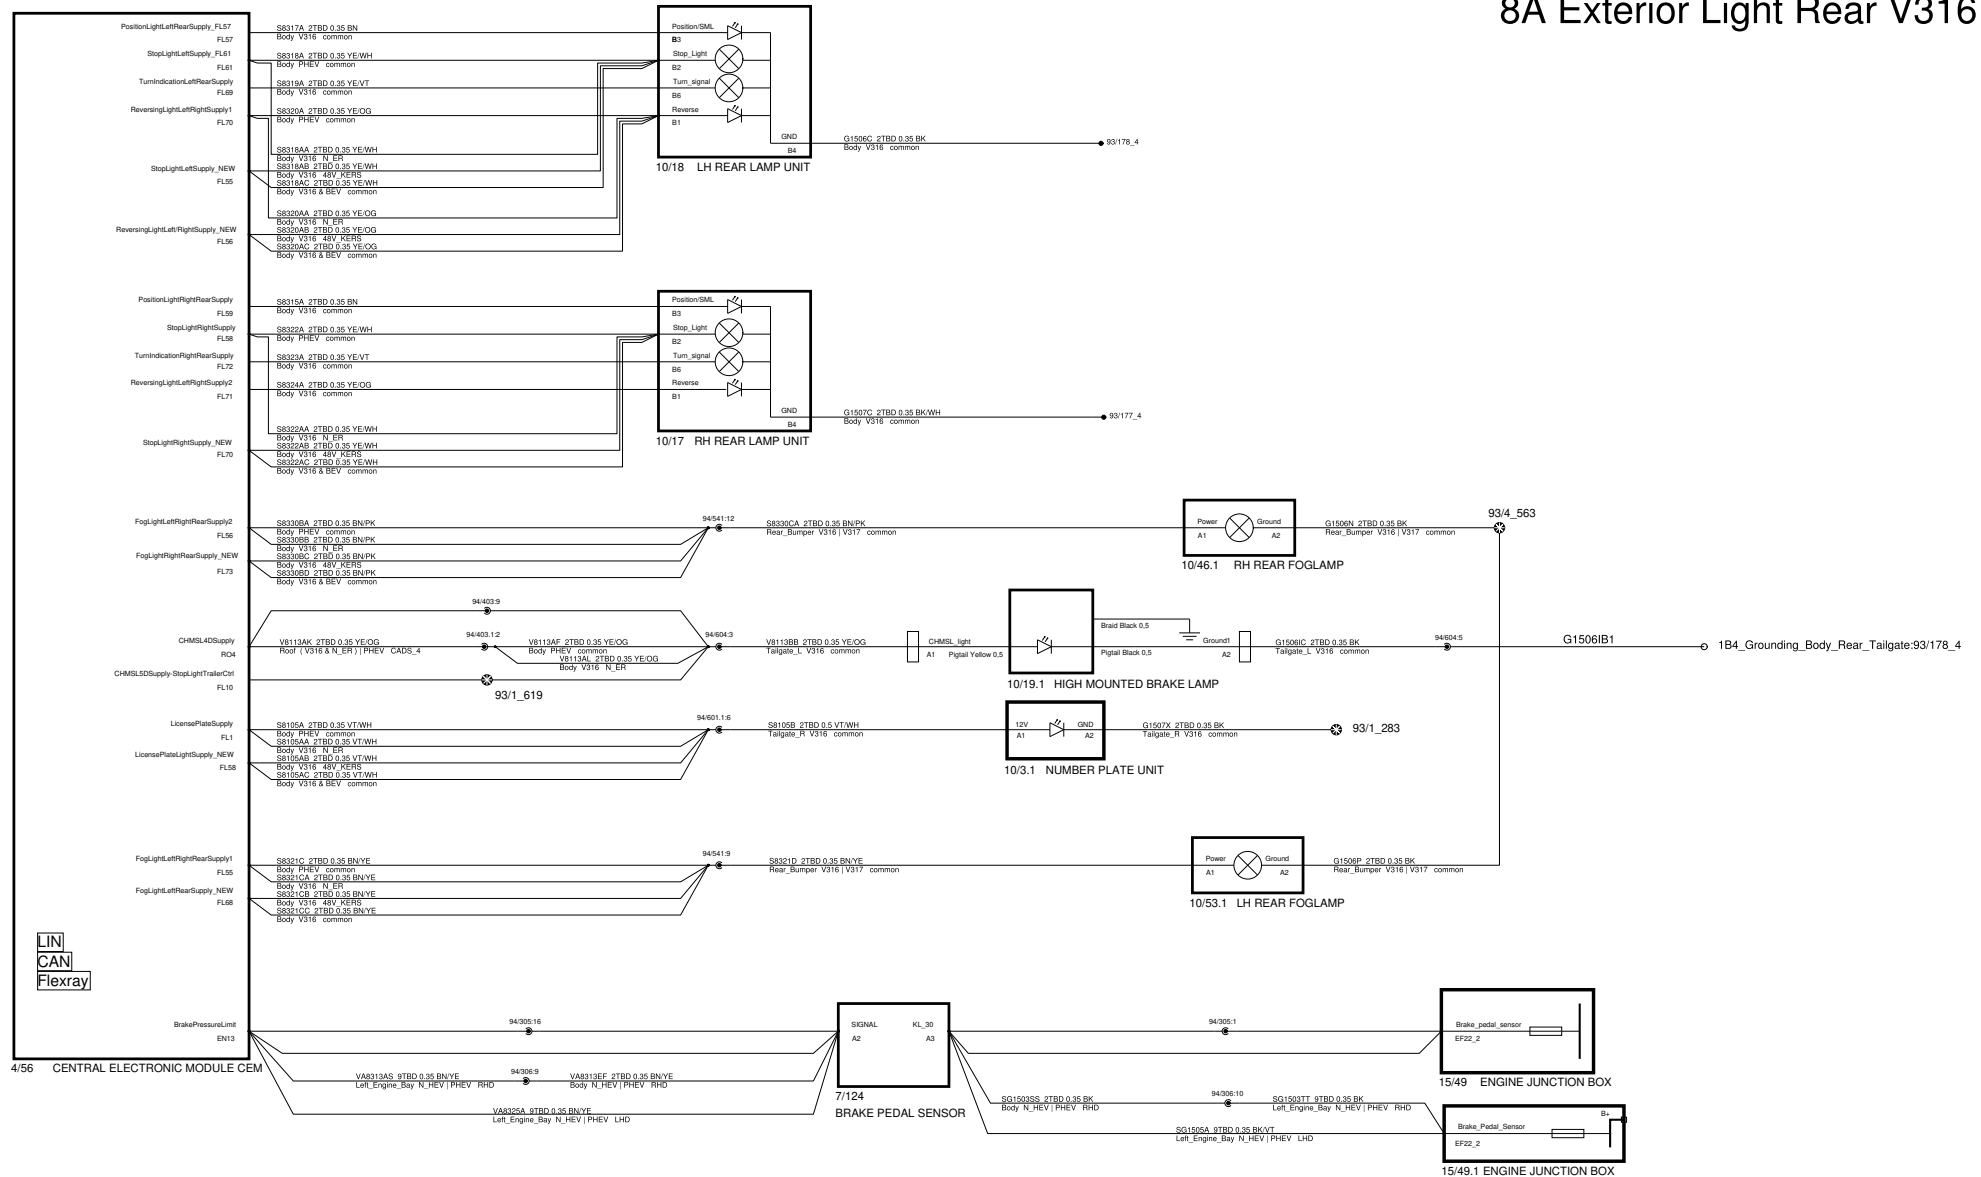 8A Exterior Light Rear V316
PositionLightLeftRearSupply_FL57
FL57
StopLightLeftSupply_FL61
FL61
TurnIndicationLeftRearSupply
FL69
ReversingLightLeftRightSupply1
FL70
StopLightLeftSupply_NEW
FL55
ReversingLightLeft/RightSupply_NEW
FL56
S8317A 2TBD 0.35 BN
Body V316 common
S8318A 2TBD 0.35 YE/WH
Body PHEV common
S8319A 2TBD 0.35 YE/VT
Body V316 common
S8320A 2TBD 0.35 YE/OG
Body PHEV common
S8318AA 2TBD 0.35 YE/WH
Body V316 N_ER
S8318AB 2TBD 0.35 YE/WH
Body V316 48V_KERS
S8318AC 2TBD 0.35 YE/WH
Body V316 & BEV common
S8320AA 2TBD 0.35 YE/OG
Body V316 N_ER
S8320AB 2TBD 0.35 YE/OG
Body V316 48V_KERS
S8320AC 2TBD 0.35 YE/OG
Body V316 & BEV common
Position/SML
B3
Stop_Light
B2
Turn_signal
B6
Reverse
B1
GND
B4
10/18 LH REAR LAMP UNIT
G1506C 2TBD 0.35 BK
Body V316 common
93/178_4
PositionLightRightRearSupply
FL59
StopLightRightSupply
FL58
TurnIndicationRightRearSupply
FL72
ReversingLightLeftRightSupply2
FL71
StopLightRightSupply_NEW
FL70
S8315A 2TBD 0.35 BN
Body V316 common
S8322A 2TBD 0.35 YE/WH
Body PHEV common
S8323A 2TBD 0.35 YE/VT
Body V316 common
S8324A 2TBD 0.35 YE/OG
Body V316 common
S8322AA 2TBD 0.35 YE/WH
Body V316 N_ER
S8322AB 2TBD 0.35 YE/WH
Body V316 48V_KERS
S8322AC 2TBD 0.35 YE/WH
Body V316 & BEV common
Position/SML
B3
Stop_Light
B2
Turn_signal
B6
Reverse
B1
GND
B4
10/17 RH REAR LAMP UNIT
G1507C 2TBD 0.35 BK/WH
Body V316 common
93/177_4
FogLightLeftRightRearSupply2
FL56
FogLightRightRearSupply_NEW
FL73
S8330BA 2TBD 0.35 BN/PK
Body PHEV common
S8330BB 2TBD 0.35 BN/PK
Body V316 N_ER
S8330BC 2TBD 0.35 BN/PK
Body V316 48V_KERS
S8330BD 2TBD 0.35 BN/PK
Body V316 & BEV common
94/541:12
S8330CA 2TBD 0.35 BN/PK
Rear_Bumper V316 | V317 common
Power
A1
Ground
A2
10/46.1 RH REAR FOGLAMP
G1506N 2TBD 0.35 BK
Rear_Bumper V316 | V317 common
93/4_563
CHMSL4DSupply
RO4
CHMSL5DSupply-StopLightTrailerCtrl
FL10
94/403:9
V8113AK 2TBD 0.35 YE/OG
Roof ( V316 & N_ER ) | PHEV CADS_4
94/403.1:2
V8113AF 2TBD 0.35 YE/OG
Body PHEV common
V8113AL 2TBD 0.35 YE/OG
Body V316 N_ER
93/1_619
94/604:3
V8113BB 2TBD 0.35 YE/OG
Tailgate_L V316 common
CHMSL_light
A1 Pigtail Yellow 0,5
Braid Black 0,5
Pigtail Black 0,5
Ground1
A2
10/19.1 HIGH MOUNTED BRAKE LAMP
G1506IC 2TBD 0.35 BK
Tailgate_L V316 common
94/604:5
G1506IB1
1B4_Grounding_Body_Rear_Tailgate:93/178_4
LicensePlateSupply
FL1
LicensePlateLightSupply_NEW
FL58
S8105A 2TBD 0.35 VT/WH
Body PHEV common
S8105AA 2TBD 0.35 VT/WH
Body V316 N_ER
S8105AB 2TBD 0.35 VT/WH
Body V316 48V_KERS
S8105AC 2TBD 0.35 VT/WH
Body V316 & BEV common
94/601.1:6
S8105B 2TBD 0.5 VT/WH
Tailgate_R V316 common
12V
A1
GND
A2
10/3.1 NUMBER PLATE UNIT
G1507X 2TBD 0.35 BK
Tailgate_R V316 common
93/1_283
FogLightLeftRightRearSupply1
FL55
FogLightLeftRearSupply_NEW
FL68
S8321C 2TBD 0.35 BN/YE
Body PHEV common
S8321CA 2TBD 0.35 BN/YE
Body V316 N_ER
S8321CB 2TBD 0.35 BN/YE
Body V316 48V_KERS
S8321CC 2TBD 0.35 BN/YE
Body V316 common
94/541:9
S8321D 2TBD 0.35 BN/YE
Rear_Bumper V316 | V317 common
Power
A1
Ground
A2
10/53.1 LH REAR FOGLAMP
G1506P 2TBD 0.35 BK
Rear_Bumper V316 | V317 common
LIN
CAN
Flexray
BrakePressureLimit
EN13
4/56 CENTRAL ELECTRONIC MODULE CEM
94/305:16
VA8313AS 9TBD 0.35 BN/YE
Left_Engine_Bay N_HEV | PHEV RHD
94/306:9
VA8313EF 2TBD 0.35 BN/YE
Body N_HEV | PHEV RHD
VA8325A 9TBD 0.35 BN/YE
Left_Engine_Bay N_HEV | PHEV LHD
SIGNAL
A2
KL_30
A3
7/124
BRAKE PEDAL SENSOR
94/305:1
SG1503SS 2TBD 0.35 BK
Body N_HEV | PHEV RHD
94/306:10
SG1503TT 9TBD 0.35 BK
Left_Engine_Bay N_HEV | PHEV RHD
SG1505A 9TBD 0.35 BK/VT
Left_Engine_Bay N_HEV | PHEV LHD
Brake_pedal_sensor
EF22_2
15/49 ENGINE JUNCTION BOX
B+
Brake_Pedal_Sensor
EF22_2
15/49.1 ENGINE JUNCTION BOX